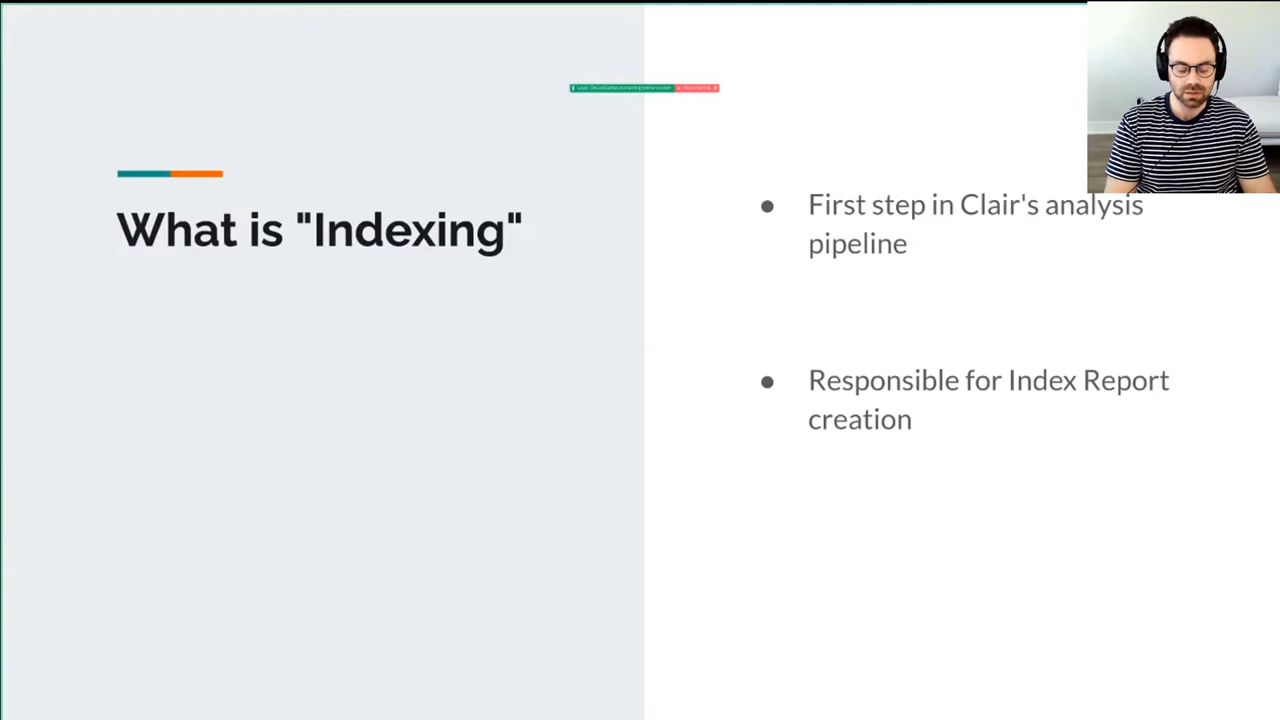 What is "Indexing"
● First step in Clair's analysis
pipeline
● Responsible for Index Report
creation